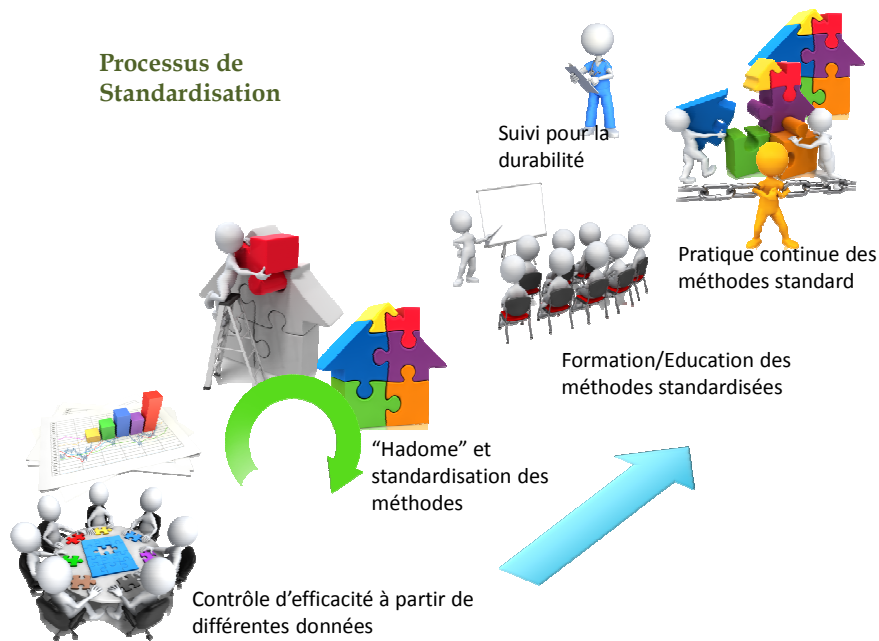 Processus de
Standardisation
Suivi pour la
durabilité
Pratique continue des
méthodes standard
Formation/Education des
méthodes standardisées
“Hadome” et
standardisation des
méthodes
Contrôle d’efficacité à partir de
différentes données